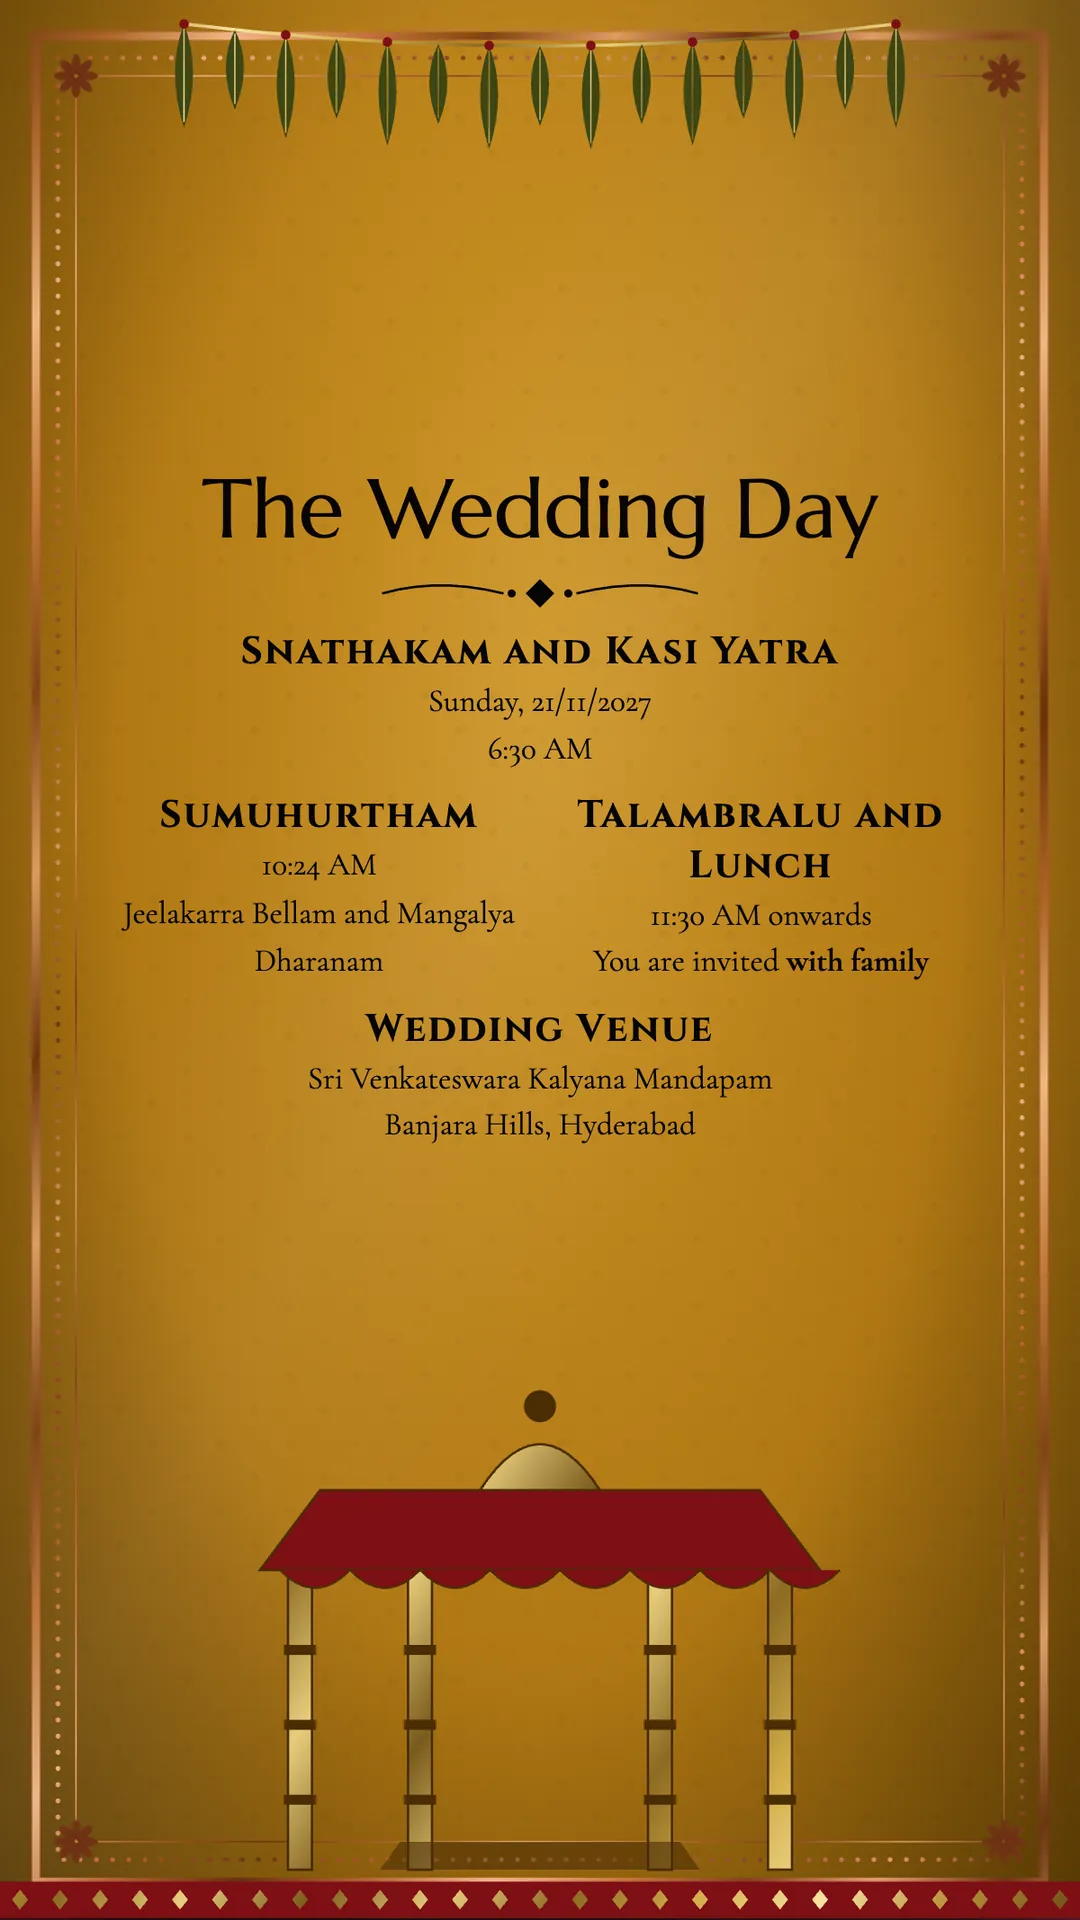 The Wedding Day
Snathakam and Kasi Yatra
Sunday, 21/11/2027
6:30 AM
Sumuhurtham
10:24 AM
Jeelakarra Bellam and Mangalya
Dharanam
Talambralu and
Lunch
11:30 AM onwards
You are invited with family
Wedding Venue
Sri Venkateswara Kalyana Mandapam
Banjara Hills, Hyderabad